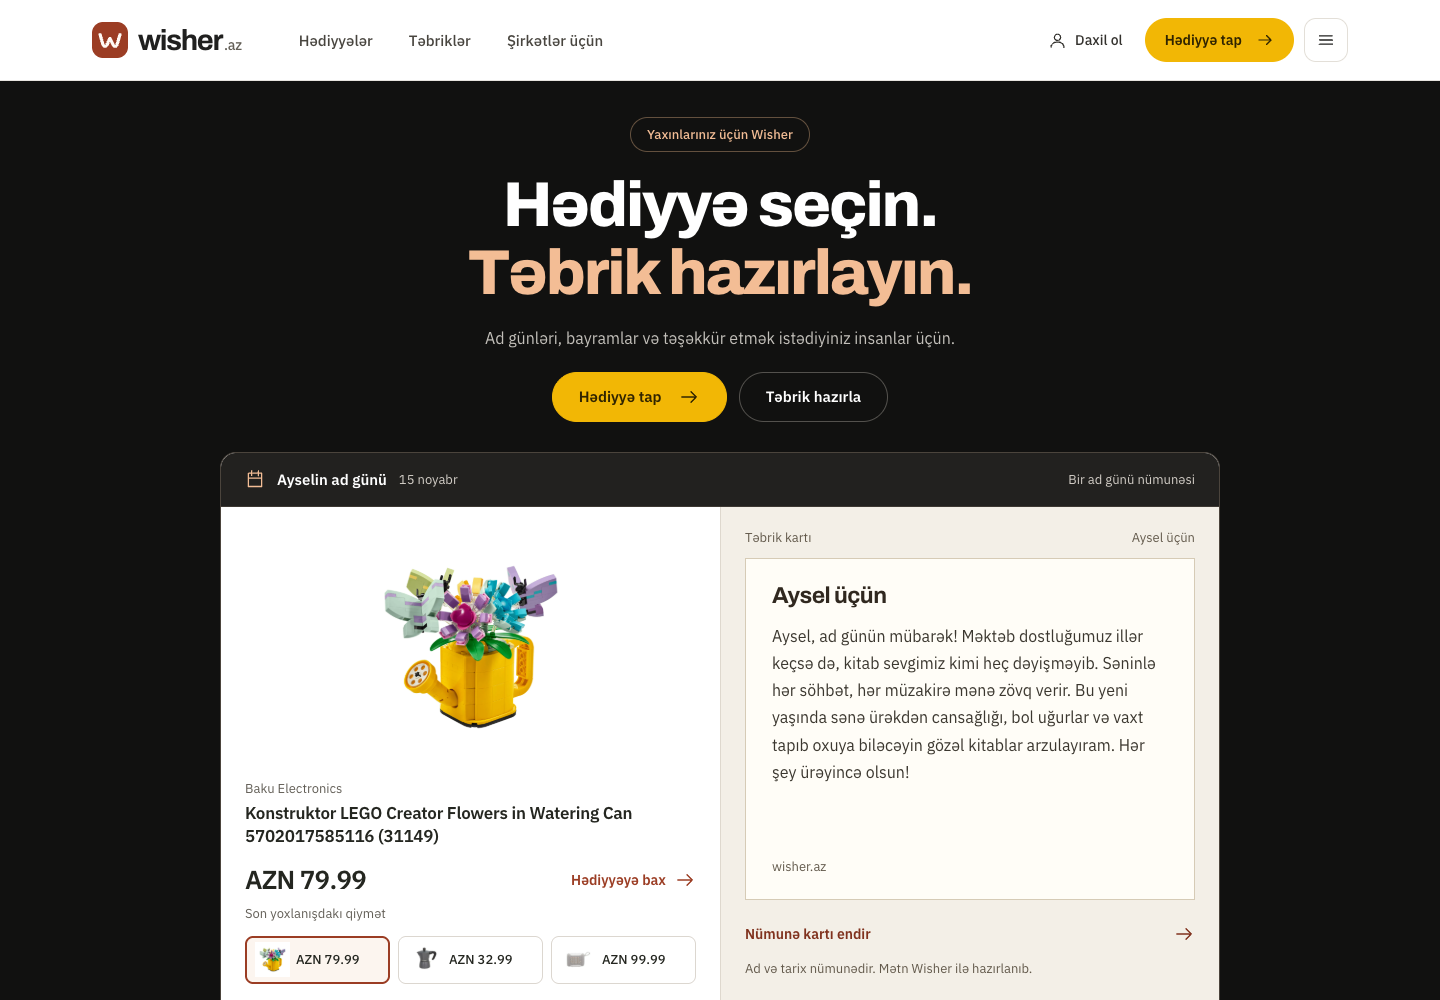 wisher.az
Hədiyyələr
Təbriklər
Şirkətlər üçün
Daxil ol
Hədiyyə tap
Yaxınlarınız üçün Wisher
Hədiyyə seçin.
Təbrik hazırlayın.
Ad günləri, bayramlar və təşəkkür etmək istədiyiniz insanlar üçün.
Hədiyyə tap
Təbrik hazırla
Ayselin ad günü 15 noyabr
Bir ad günü nümunəsi
Baku Electronics
Konstruktor LEGO Creator Flowers in Watering Can
5702017585116 (31149)
AZN 79.99
Hədiyyəyə bax
Son yoxlanışdakı qiymət
AZN 79.99
AZN 32.99
AZN 99.99
Təbrik kartı
Aysel üçün
Aysel üçün
Aysel, ad günün mübarək! Məktəb dostluğumuz illər
keçsə də, kitab sevgimiz kimi heç dəyişməyib. Səninlə
hər söhbət, hər müzakirə mənə zövq verir. Bu yeni
yaşında sənə ürəkdən cansağlığı, bol uğurlar və vaxt
tapıb oxuya biləcəyin gözəl kitablar arzulayıram. Hər
şey ürəyincə olsun!
wisher.az
Nümunə kartı endir
Ad və tarix nümunədir. Mətn Wisher ilə hazırlanıb.